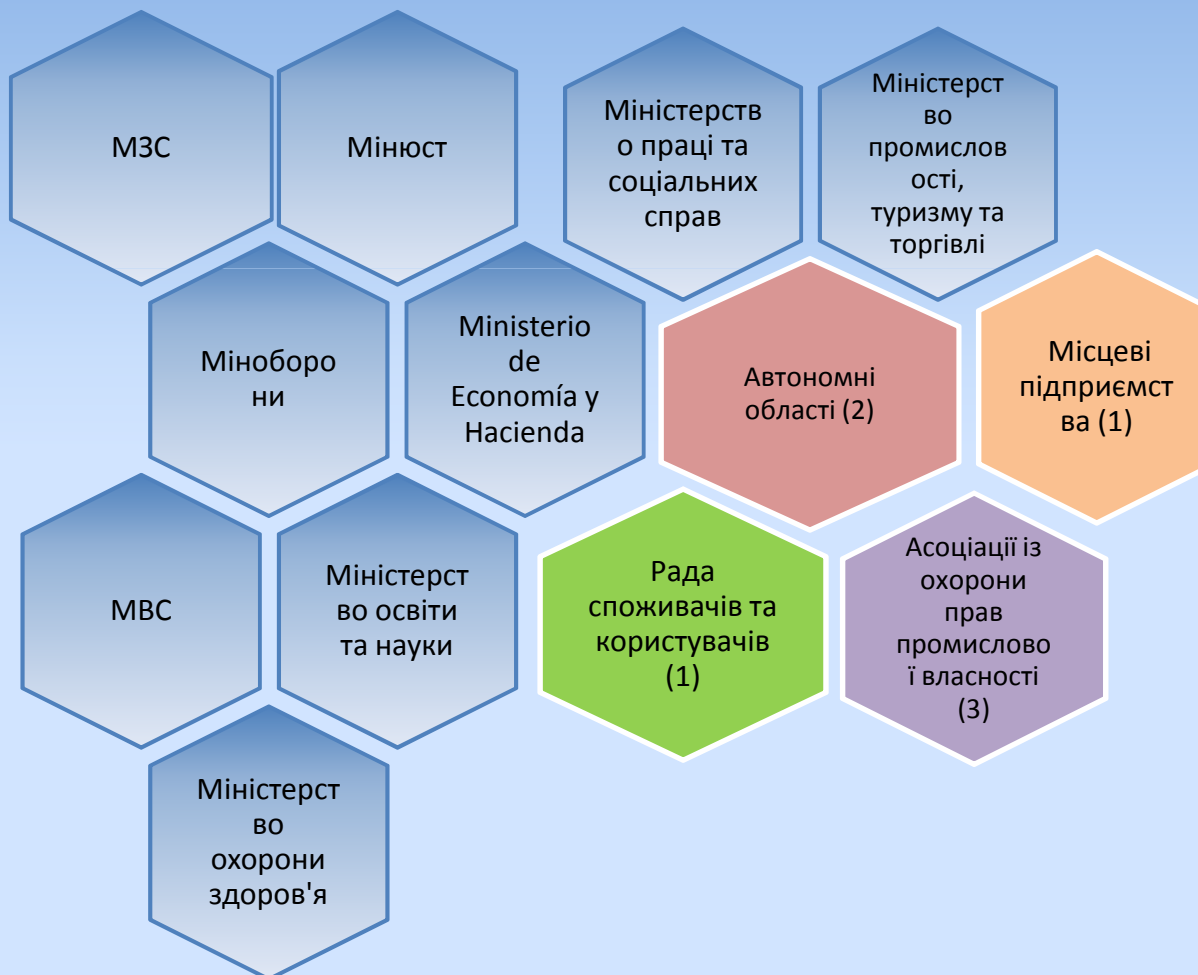 МЗС
Мінюст
Міністерств
о праці та
соціальних
справ
Міністерст
во
промислов
ості,
туризму та
торгівлі
Міноборо
ни
Ministerio
de
Economía y
Hacienda
Автономні
області (2)
Місцеві
підприємст
ва (1)
МВС
Міністерст
во освіти
та науки
Рада
споживачів та
користувачів
(1)
Асоціації із
охорони
прав
промислово
ї власності
(3)
Міністерст
во
охорони
здоров'я